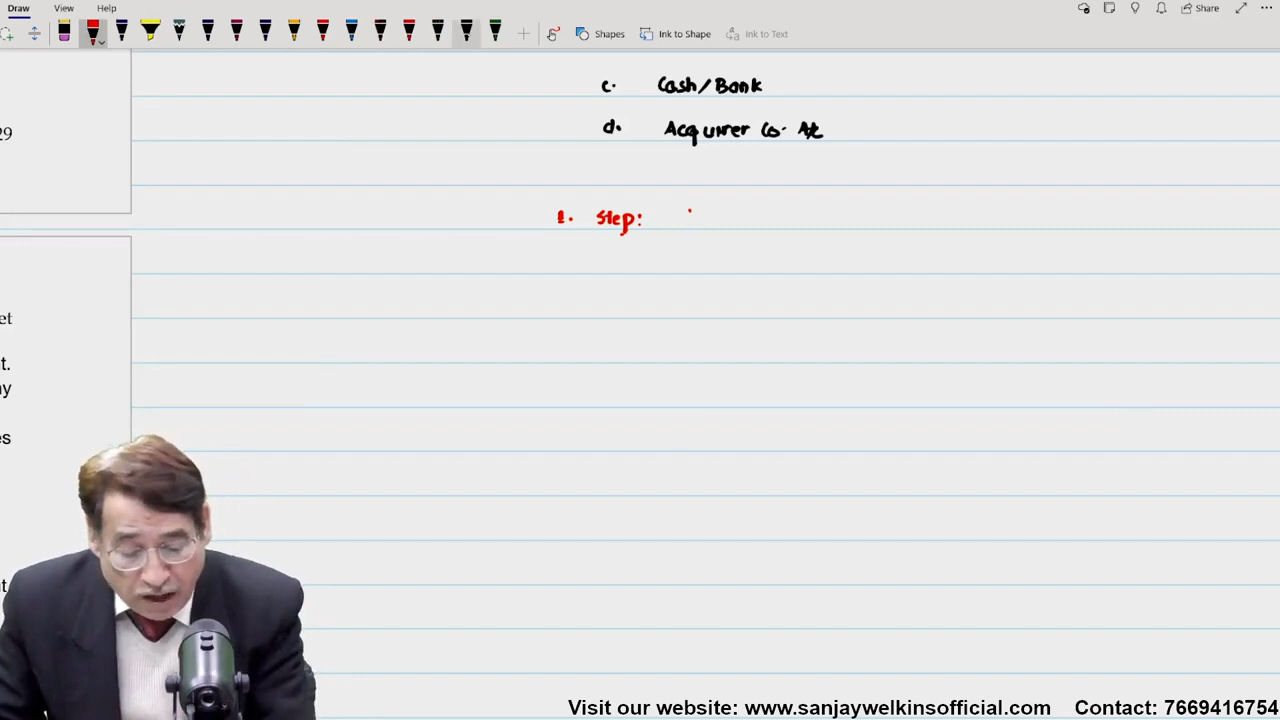 Draw View Help
Share
Shapes Ink to Shape Ink to Text
c. Cash/Bank
29
d. Acquirer Co. A/c
1. Step:
et
t.
ny
es
t
Visit our website: www.sanjaywelkinsofficial.com Contact: 7669416754